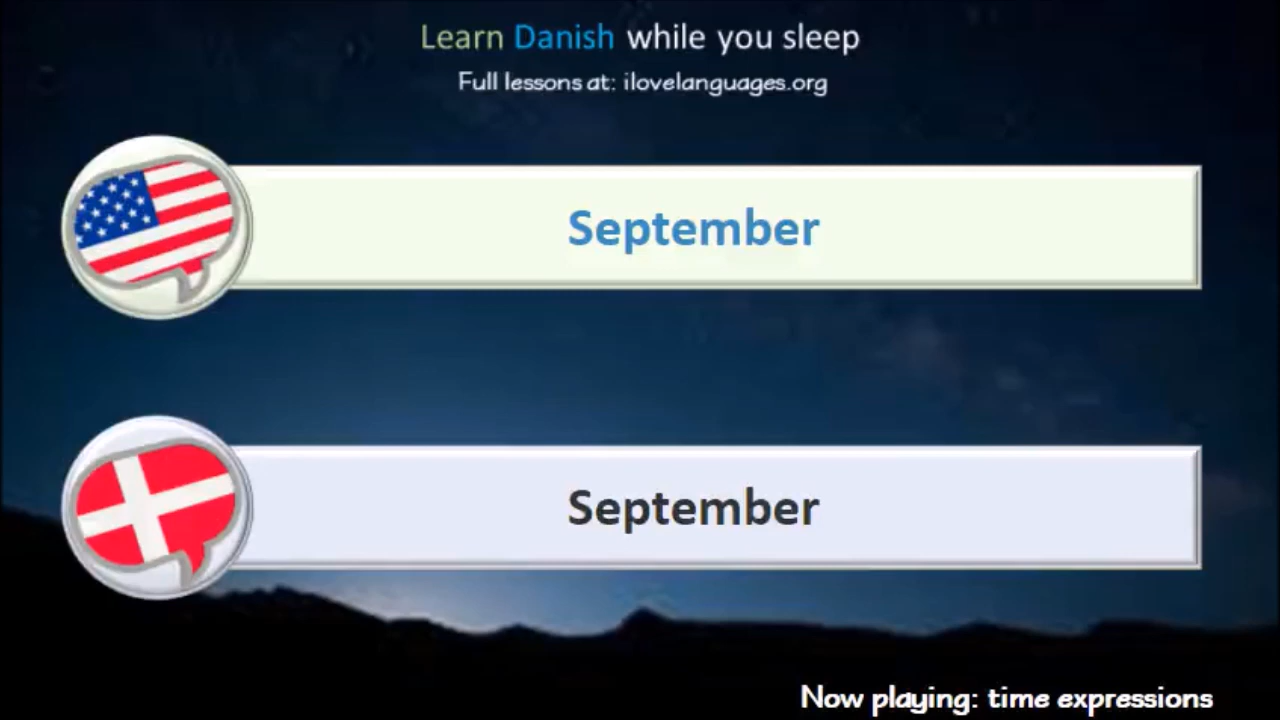 Learn Danish while you sleep
Full lessons at: ilovelanguages.org
September
September
Now playing: time expressions